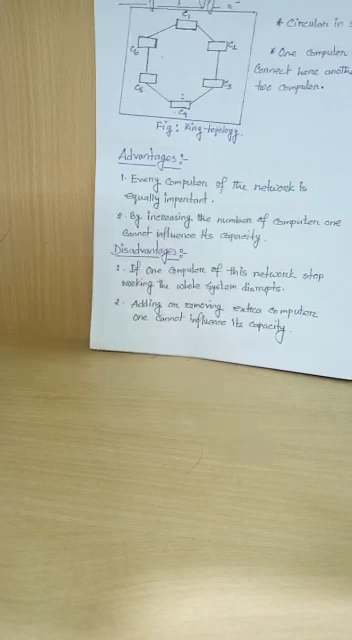 C1
C2
C3
C4
C5
C6
Fig: Ring-topology.
* Circular in
* One Computer
Connect hence anoth
two computer.
Advantages:-
1. Every computer of the network is
equally important.
2. By increasing the number of computer one
cannot influence its capacity.
Disadvantages:-
1. If one computer of this network stop
working the whole system disrupts.
2. Adding or removing extra computer
one cannot influence its capacity.